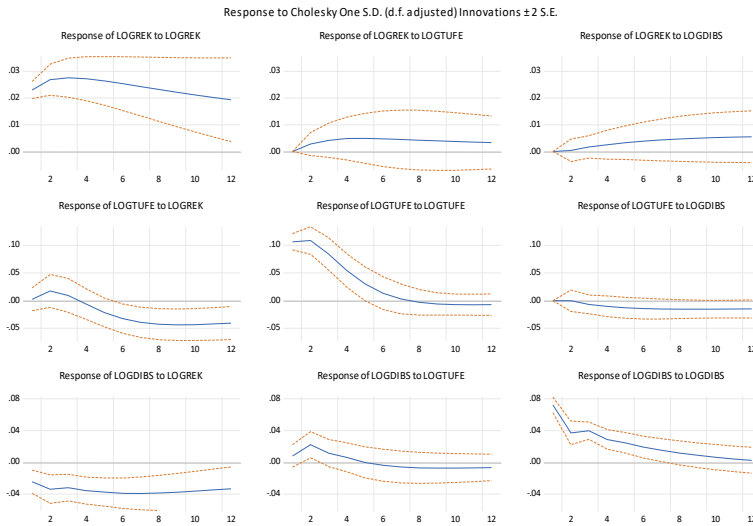 Response to Cholesky One S.D. (d.f. adjusted) Innovations ± 2 S.E.
Response of LOGREK to LOGREK
.03
.02
.01
.00
2 4 6 8 10 12
Response of LOGREK to LOGTUFE
.03
.02
.01
.00
2 4 6 8 10 12
Response of LOGREK to LOGDIBS
.03
.02
.01
.00
2 4 6 8 10 12
Response of LOGTUFE to LOGREK
.10
.05
.00
-.05
2 4 6 8 10 12
Response of LOGTUFE to LOGTUFE
.10
.05
.00
-.05
2 4 6 8 10 12
Response of LOGTUFE to LOGDIBS
.10
.05
.00
-.05
2 4 6 8 10 12
Response of LOGDIBS to LOGREK
.08
.04
.00
-.04
2 4 6 8 10 12
Response of LOGDIBS to LOGTUFE
.08
.04
.00
-.04
2 4 6 8 10 12
Response of LOGDIBS to LOGDIBS
.08
.04
.00
-.04
2 4 6 8 10 12